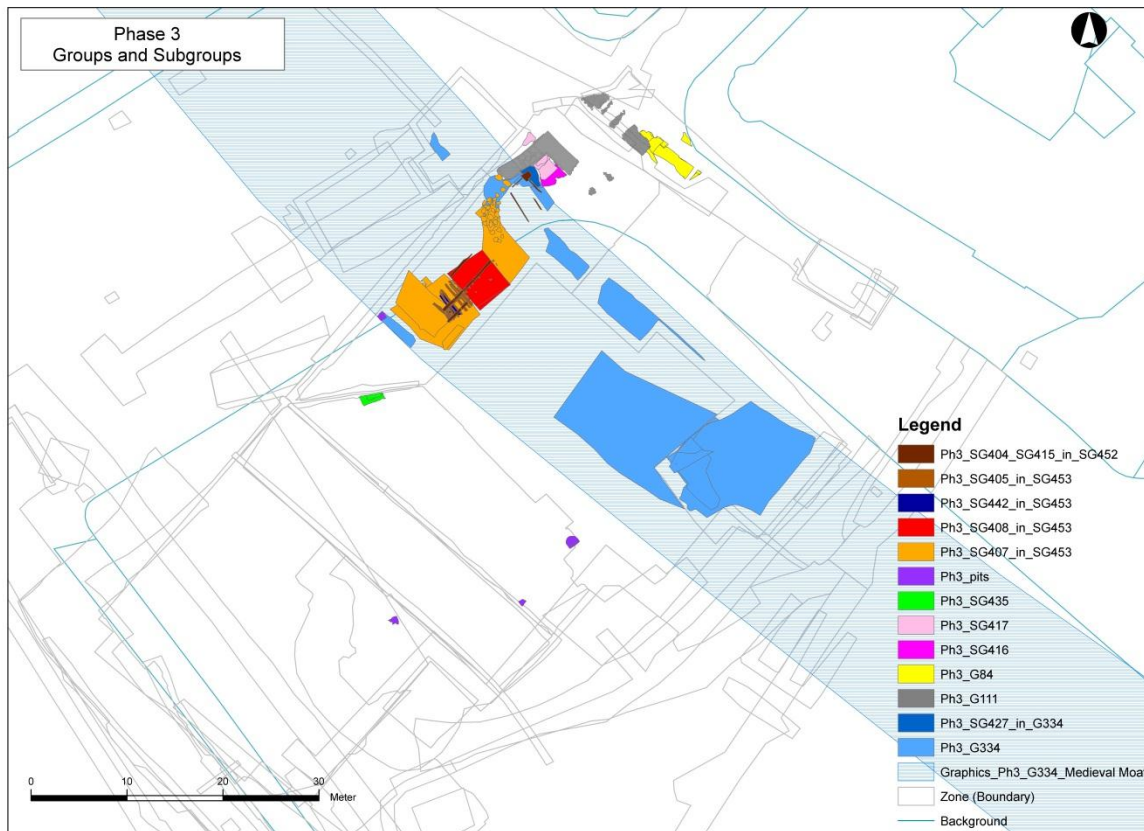 Phase 3
Groups and Subgroups
Legend
Ph3_SG404_SG415_in_SG452
Ph3_SG405_in_SG453
Ph3_SG442_in_SG453
Ph3_SG408_in_SG453
Ph3_SG407_in_SG453
Ph3_pits
Ph3_SG435
Ph3_SG417
Ph3_SG416
Ph3_G84
Ph3_G111
Ph3_SG427_in_G334
Ph3_G334
Graphics_Ph3_G334_Medieval Moa
Zone (Boundary)
Background
0 10 20 30
Meter